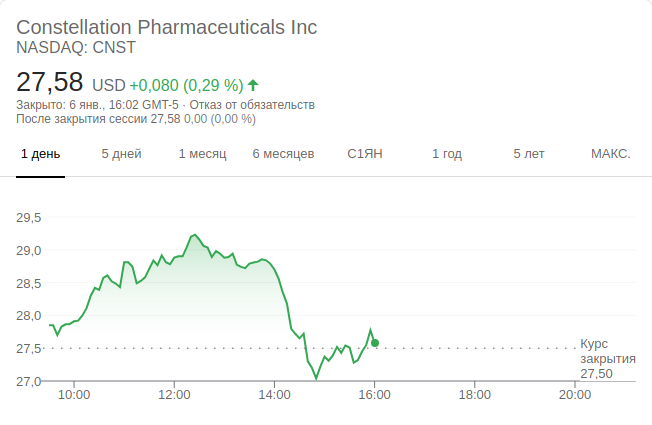 Constellation Pharmaceuticals Inc
NASDAQ: CNST
27,58 USD +0,080 (0,29 %)
Закрыто: 6 янв., 16:02 GMT-5 · Отказ от обязательств
После закрытия сессии 27,58 0,00 (0,00 %)
1 день 5 дней 1 месяц 6 месяцев С1ЯН 1 год 5 лет МАКС.
29,5
29,0
28,5
28,0
27,5
27,0
Курс
закрытия
27,50
10:00 12:00 14:00 16:00 18:00 20:00